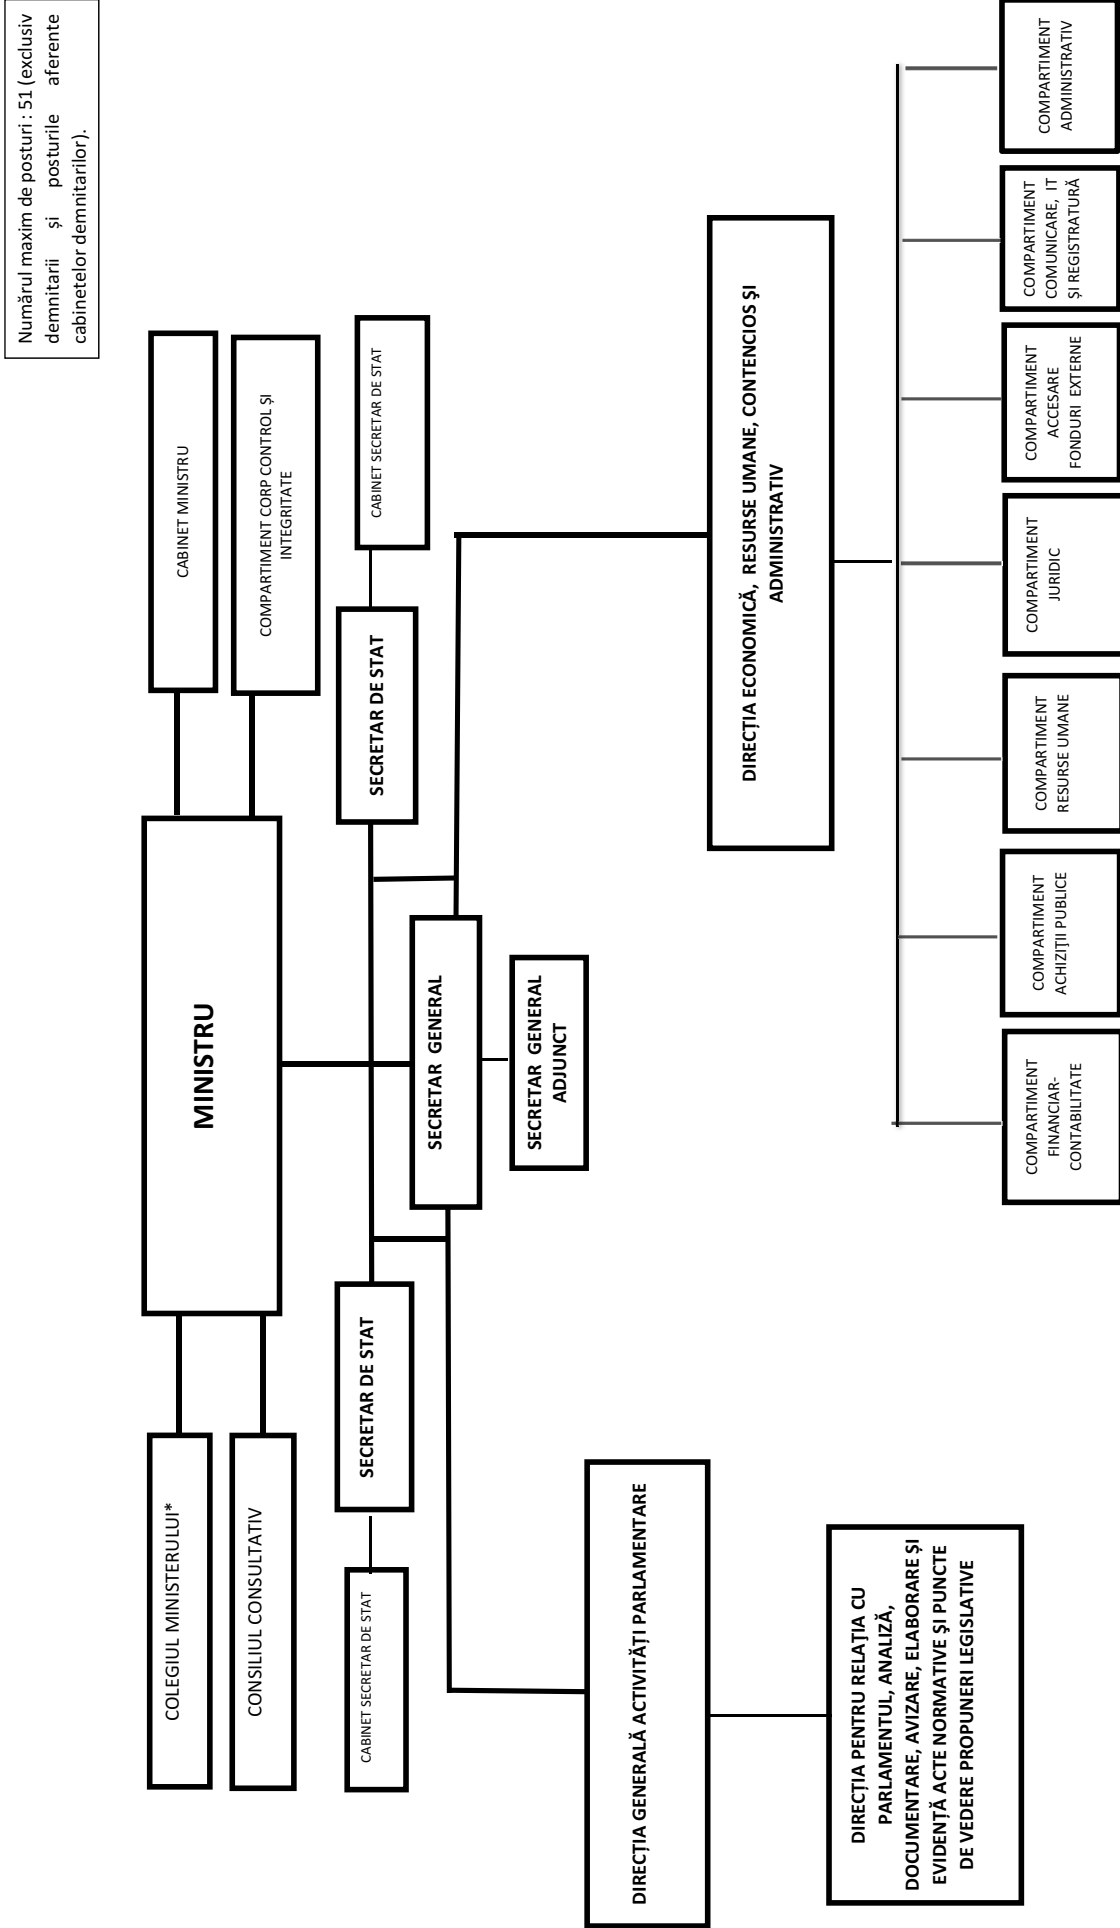 Numărul maxim de posturi : 51 (exclusiv
demnitarii și posturile aferente
cabinetelor demnitarilor).
COLEGIUL MINISTERULUI*
CONSILIUL CONSULTATIV
MINISTRU
CABINET MINISTRU
COMPARTIMENT CORP CONTROL ȘI
INTEGRITATE
CABINET SECRETAR DE STAT
SECRETAR DE STAT
SECRETAR DE STAT
CABINET SECRETAR DE STAT
SECRETAR GENERAL
SECRETAR GENERAL
ADJUNCT
DIRECȚIA GENERALĂ ACTIVITĂȚI PARLAMENTARE
DIRECȚIA ECONOMICĂ, RESURSE UMANE, CONTENCIOS ŞI
ADMINISTRATIV
DIRECȚIA PENTRU RELAȚIA CU
PARLAMENTUL, ANALIZĂ,
DOCUMENTARE, AVIZARE, ELABORARE ȘI
EVIDENȚĂ ACTE NORMATIVE ŞI PUNCTE
DE VEDERE PROPUNERI LEGISLATIVE
COMPARTIMENT
FINANCIAR-
CONTABILITATE
COMPARTIMENT
ACHIZIŢII PUBLICE
COMPARTIMENT
RESURSE UMANE
COMPARTIMENT
JURIDIC
COMPARTIMENT
ACCESARE
FONDURI EXTERNE
COMPARTIMENT
COMUNICARE, IT
ȘI REGISTRATURĂ
COMPARTIMENT
ADMINISTRATIV